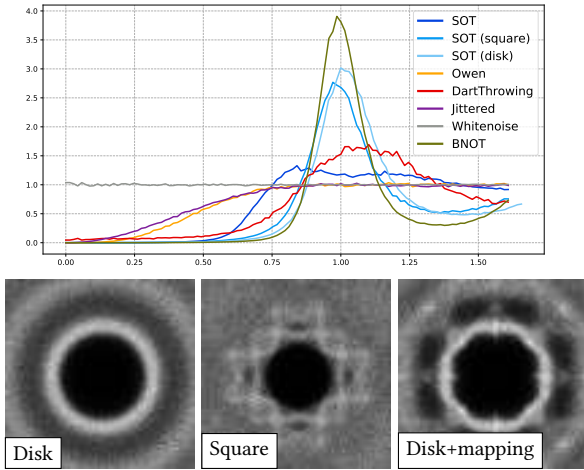 4.0
3.5
3.0
2.5
2.0
1.5
1.0
0.5
0.0
0.00
0.25
0.50
0.75
1.00
1.25
1.50
SOT
SOT (square)
SOT (disk)
Owen
DartThrowing
Jittered
Whitenoise
BNOT
Disk
Square
Disk+mapping